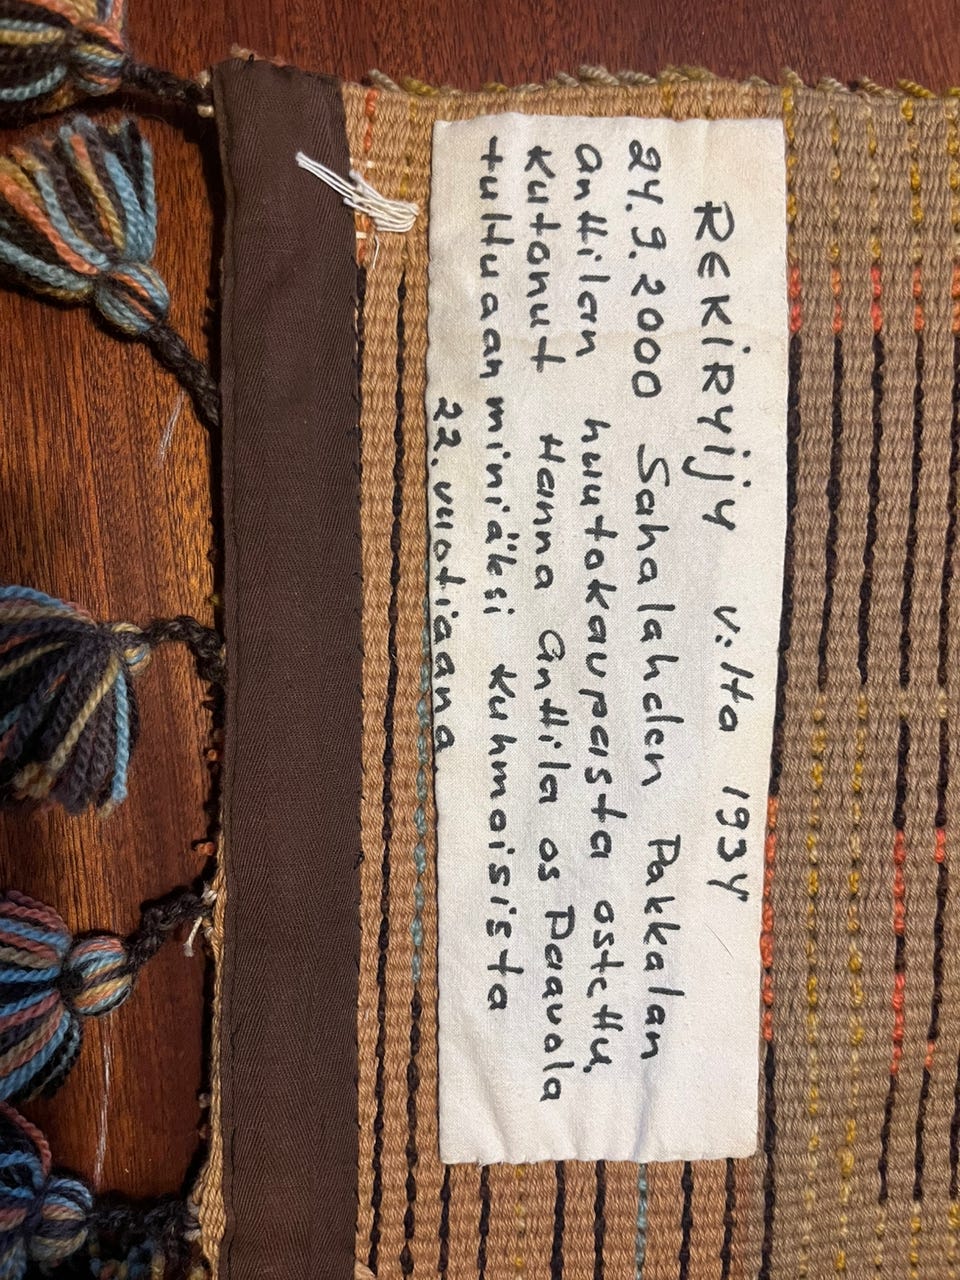 REKiRyijy v:lta 1934
24.9.2000 Sahalahden Pakkalan
Anttilan huutokaupasta ostettu.
Kutonut Hanna Anttila os Paavola
tultuaan miniäksi Kuhmoisista
22.vuotiaana.